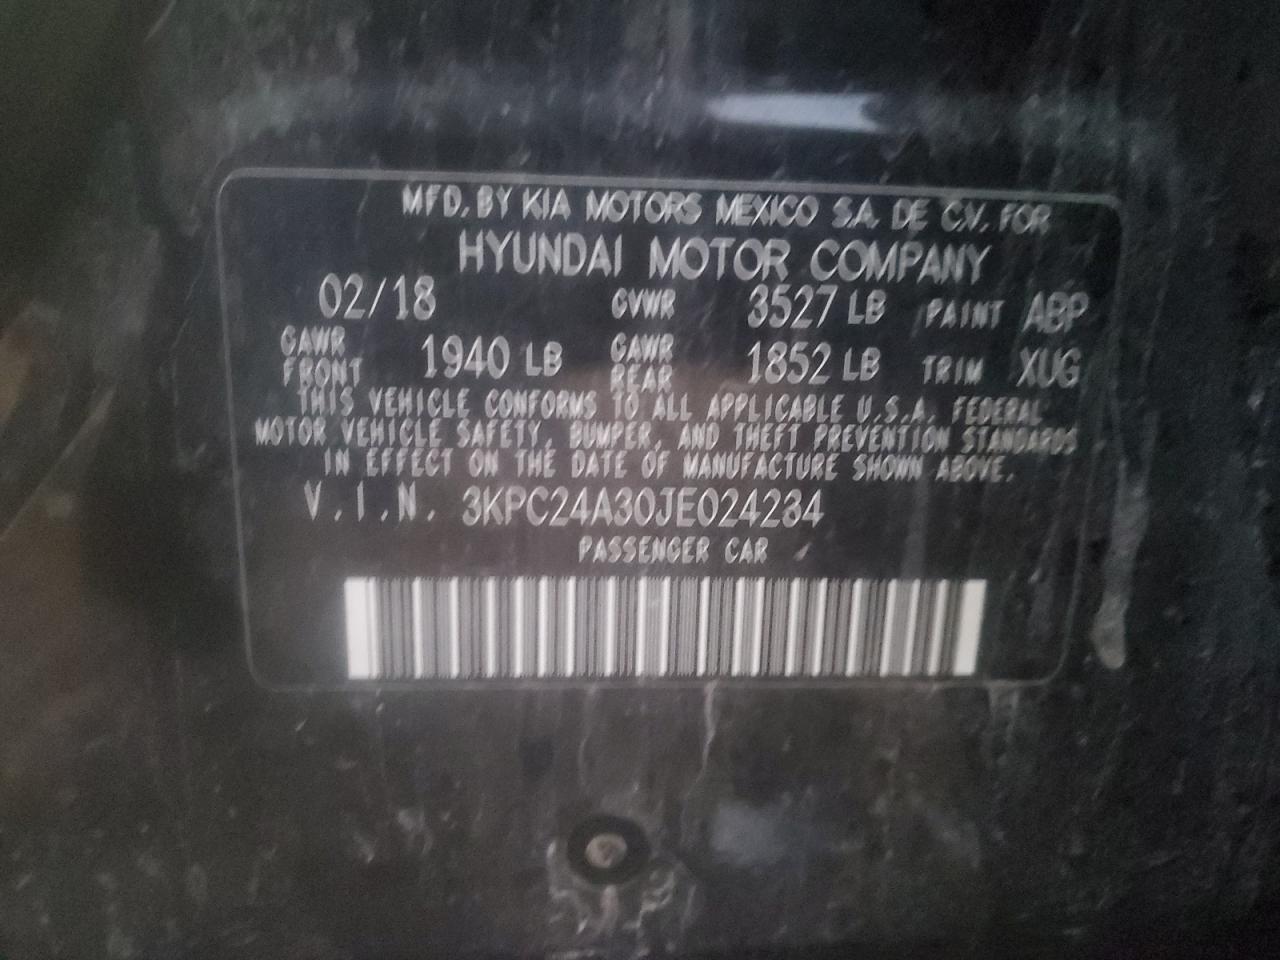 MFD. BY KIA MOTORS MEXICO S.A. DE C.V. FOR
HYUNDAI MOTOR COMPANY
02/18 GVWR 3527 LB PAINT ABP
GAWR FRONT 1940 LB GAWR REAR 1852 LB TRIM XUG
THIS VEHICLE CONFORMS TO ALL APPLICABLE U.S.A. FEDERAL
MOTOR VEHICLE SAFETY, BUMPER, AND THEFT PREVENTION STANDARDS
IN EFFECT ON THE DATE OF MANUFACTURE SHOWN ABOVE.
V.I.N. 3KPC24A30JE024234
PASSENGER CAR